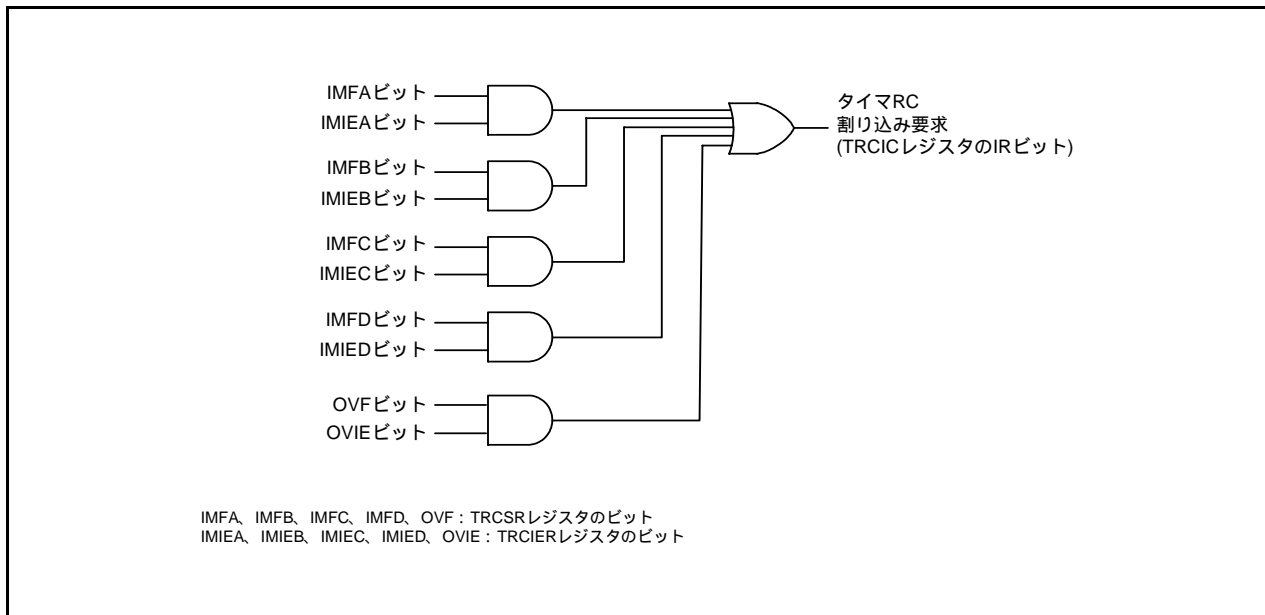 IMFAビット
IMIEAビット
IMFBビット
IMIEBビット
IMFCビット
IMIECビット
IMFDビット
IMIEDビット
OVFビット
OVIEビット
タイマRC
割り込み要求
(TRCICレジスタのIRビット)
IMFA、IMFB、IMFC、IMFD、OVF：TRCSRレジスタのビット
IMIEA、IMIEB、IMIEC、IMIED、OVIE：TRCIERレジスタのビット